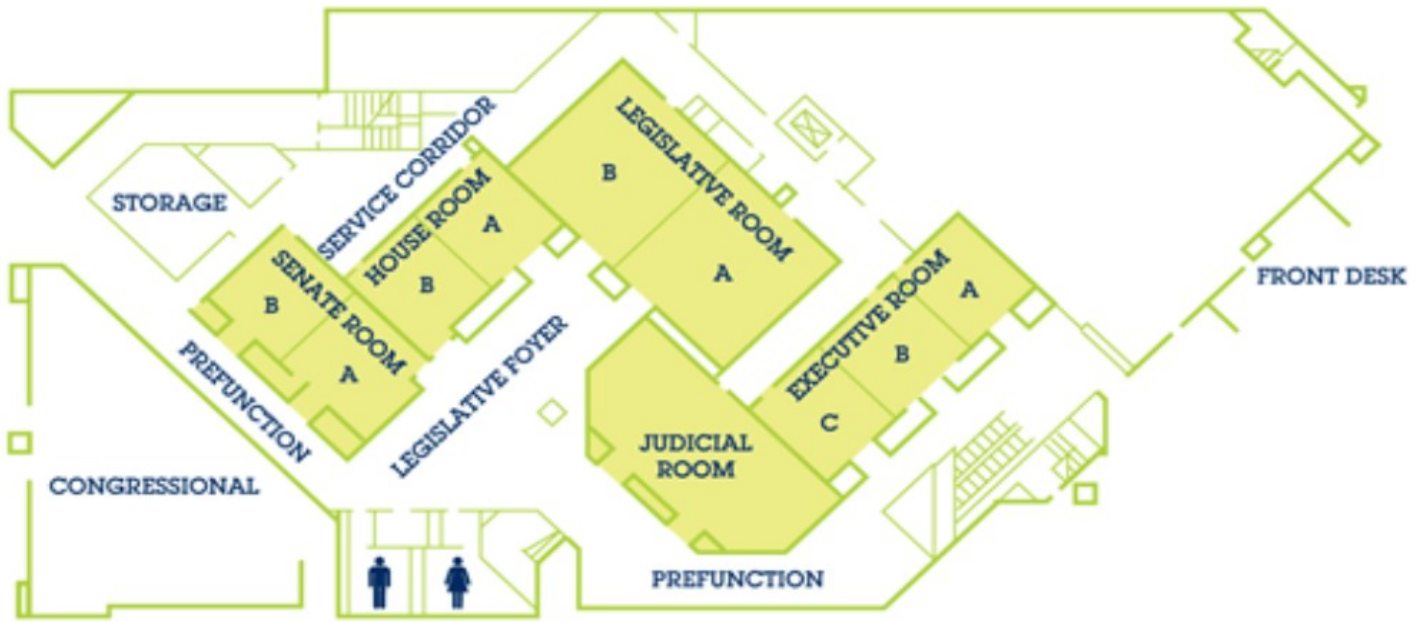 LEGISLATIVE ROOM
B
A
SERVICE CORRIDOR
STORAGE
HOUSE ROOM
A
B
SENATE ROOM
B
A
EXECUTIVE ROOM
A
B
C
FRONT DESK
PREFUNCTION
LEGISLATIVE FOYER
JUDICIAL
ROOM
CONGRESSIONAL
PREFUNCTION